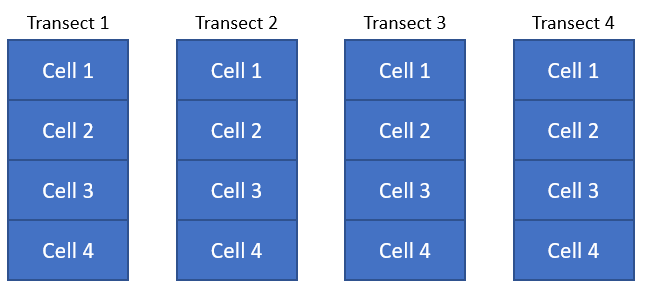 Transect 1 Transect 2 Transect 3 Transect 4
Cell 1 Cell 1 Cell 1 Cell 1
Cell 2 Cell 2 Cell 2 Cell 2
Cell 3 Cell 3 Cell 3 Cell 3
Cell 4 Cell 4 Cell 4 Cell 4